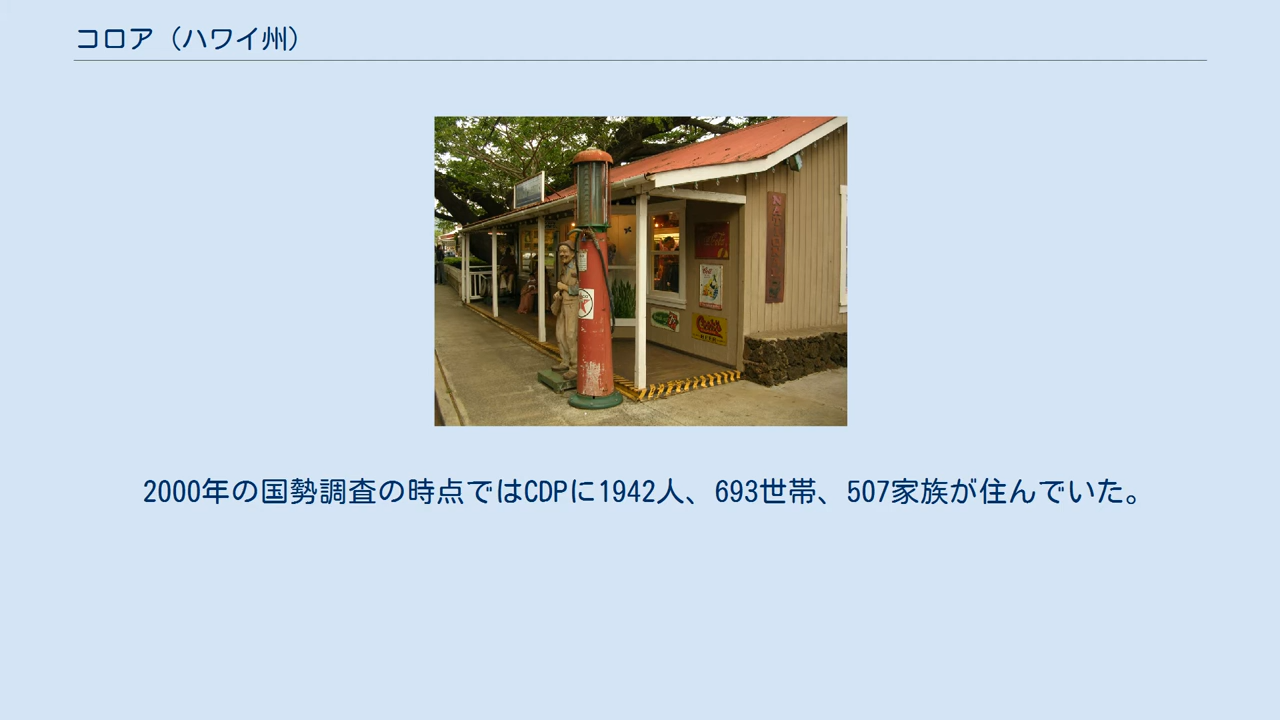 コロア（ハワイ州）
2000年の国勢調査の時点ではCDPに1942人、693世帯、507家族が住んでいた。